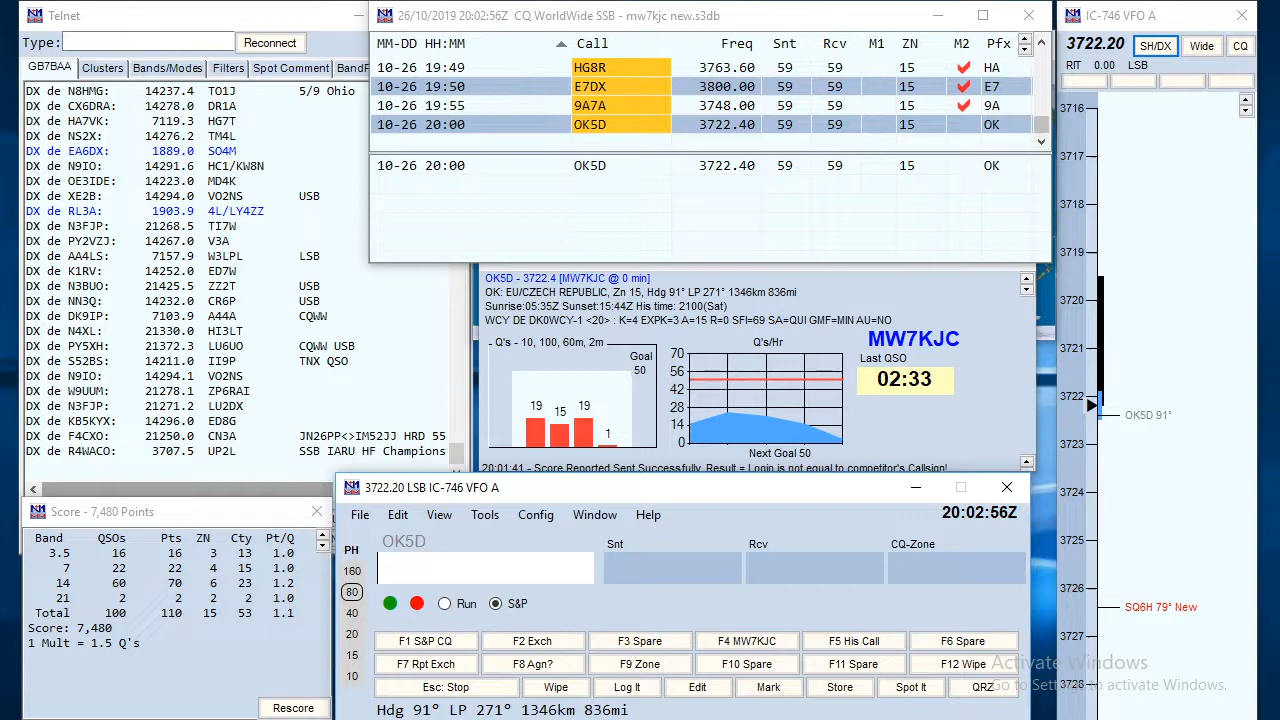 Telnet
Type:
Reconnect
GB7BAA Clusters Bands/Modes Filters Spot Comment BandF
DX de N8HMG: 14237.4 TO1J 5/9 Ohio
DX de CX6DRA: 14278.0 DR1A
DX de HA7VK: 7119.3 HG7T
DX de NS2X: 14276.2 TM4L
DX de EA6DX: 1889.0 SO4M
DX de N9IO: 14291.6 HC1/KW8N
DX de OE3IDE: 14223.0 MD4K
DX de XE2B: 14294.0 VO2NS USB
DX de RL3A: 1903.9 4L/LY4ZZ
DX de N3FJP: 21268.5 TI7W
DX de PY2VZJ: 14267.0 V3A
DX de AA4LS: 7157.9 W3LPL LSB
DX de K1RV: 14252.0 ED7W
DX de N3BUO: 21425.5 ZZ2T USB
DX de NN3Q: 14232.0 CR6P USB
DX de DK9IP: 7103.9 A44A CQWW
DX de N4XL: 21330.0 HI3LT
DX de PY5XH: 21372.3 LU6UO CQWW USB
DX de S52BS: 14211.0 II9P TNX QSO
DX de N9IO: 14294.1 VO2NS
DX de W9UUM: 21278.1 ZP6RAI
DX de N3FJP: 21271.2 LU2DX
DX de KB5KYX: 14296.0 ED8G
DX de F4CXO: 21250.0 CN3A JN26PP<>IM52JJ HRD 55
DX de R4WACO: 3707.5 UP2L SSB IARU HF Champions
26/10/2019 20:02:56Z CQ WorldWide SSB - mw7kjc new.s3db
MM-DD HH:MM Call Freq Snt Rcv M1 ZN M2 Pfx
10-26 19:49 HG8R 3763.60 59 59 15 HA
10-26 19:50 E7DX 3800.00 59 59 15 E7
10-26 19:55 9A7A 3748.00 59 59 15 9A
10-26 20:00 OK5D 3722.40 59 59 15 OK
10-26 20:00 OK5D 3722.40 59 59 15 OK
OK5D - 3722.4 [MW7KJC @ 0 min]
OK: EU/CZECH REPUBLIC, Zn 15, Hdg 91° LP 271° 1346km 836mi
Sunrise:05:35Z Sunset:15:44Z His time: 2100(Sat)
WCY DE DK0WCY-1 <20> : K=4 EXPK=3 A=15 R=0 SFI=69 SA=QUI GMF=MIN AU=NO
Q's - 10, 100, 60m, 2m
Goal
50
19 15 19 1
Q's/Hr
70
56
42
28
14
0
Next Goal 50
MW7KJC
Last QSO
02:33
20:01:41 - Score Reported Sent Successfully. Result = Login is not equal to competitor's Callsign!
Score - 7,480 Points
Band QSOs Pts ZN Cty Pt/Q
3.5 16 16 3 13 1.0
7 22 22 4 15 1.0
14 60 70 6 23 1.2
21 2 2 2 2 1.0
Total 100 110 15 53 1.1
Score: 7,480
1 Mult = 1.5 Q's
Rescore
3722.20 LSB IC-746 VFO A
File Edit View Tools Config Window Help 20:02:56Z
OK5D
Snt Rcv CQ-Zone
PH
160
80
40
20
15
10
Run S&P
F1 S&P CQ F2 Exch F3 Spare F4 MW7KJC F5 His Call F6 Spare
F7 Rpt Exch F8 Agn? F9 Zone F10 Spare F11 Spare F12 Wipe
Esc: Stop Wipe Log It Edit Mark Store Spot It QRZ
Hdg 91° LP 271° 1346km 836mi
IC-746 VFO A
3722.20 SH/DX Wide CQ
RIT 0.00 LSB
3716
3717
3718
3719
3720
3721
3722
OK5D 91°
3723
3724
3725
3726
SQ6H 79° New
3727
3728
Activate Windows
Go to Settings to activate Windows.